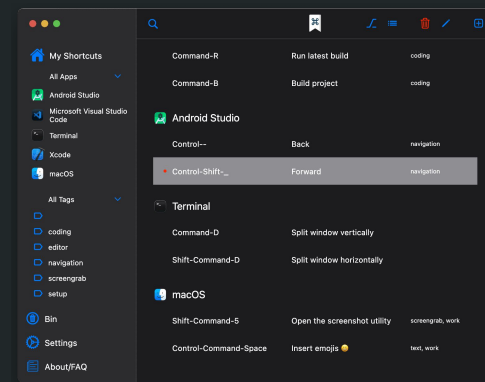 My Shortcuts
All Apps
Android Studio
Microsoft Visual Studio
Code
Terminal
Xcode
macOS
All Tags
coding
editor
navigation
screengrab
setup
Bin
Settings
About/FAQ
Command-R Run latest build coding
Command-B Build project coding
Android Studio
Control-- Back navigation
Control-Shift-_ Forward navigation
Terminal
Command-D Split window vertically
Shift-Command-D Split window horizontally
macOS
Shift-Command-5 Open the screenshot utility screengrab, work
Control-Command-Space Insert emojis 😀 text, work